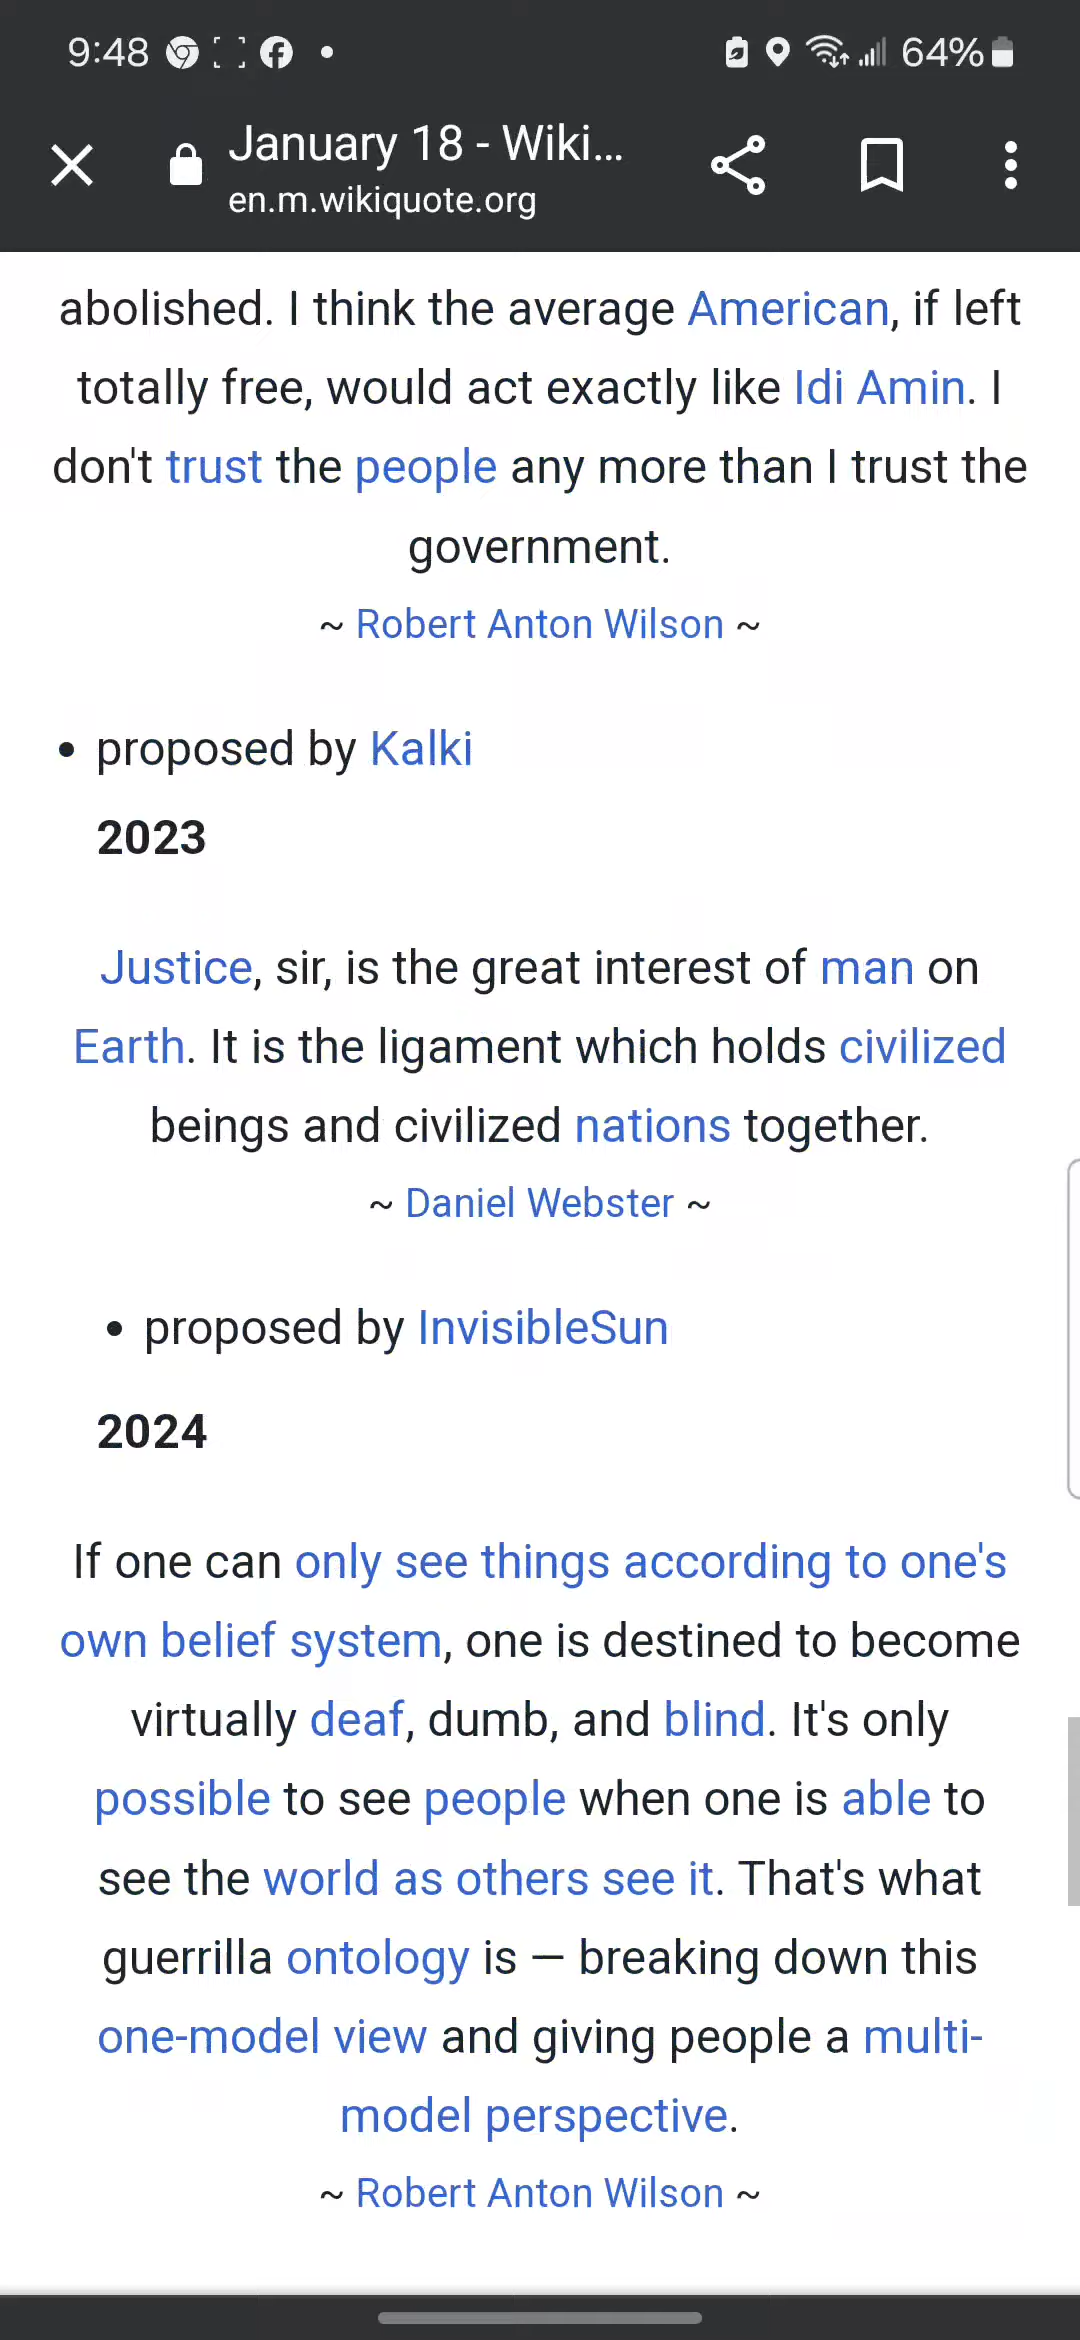 9:48
64%
January 18 - Wiki...
en.m.wikiquote.org
abolished. I think the average American, if left
totally free, would act exactly like Idi Amin. I
don't trust the people any more than I trust the
government.
~ Robert Anton Wilson ~
• proposed by Kalki
2023
Justice, sir, is the great interest of man on
Earth. It is the ligament which holds civilized
beings and civilized nations together.
~ Daniel Webster ~
• proposed by InvisibleSun
2024
If one can only see things according to one's
own belief system, one is destined to become
virtually deaf, dumb, and blind. It's only
possible to see people when one is able to
see the world as others see it. That's what
guerrilla ontology is — breaking down this
one-model view and giving people a multi-
model perspective.
~ Robert Anton Wilson ~